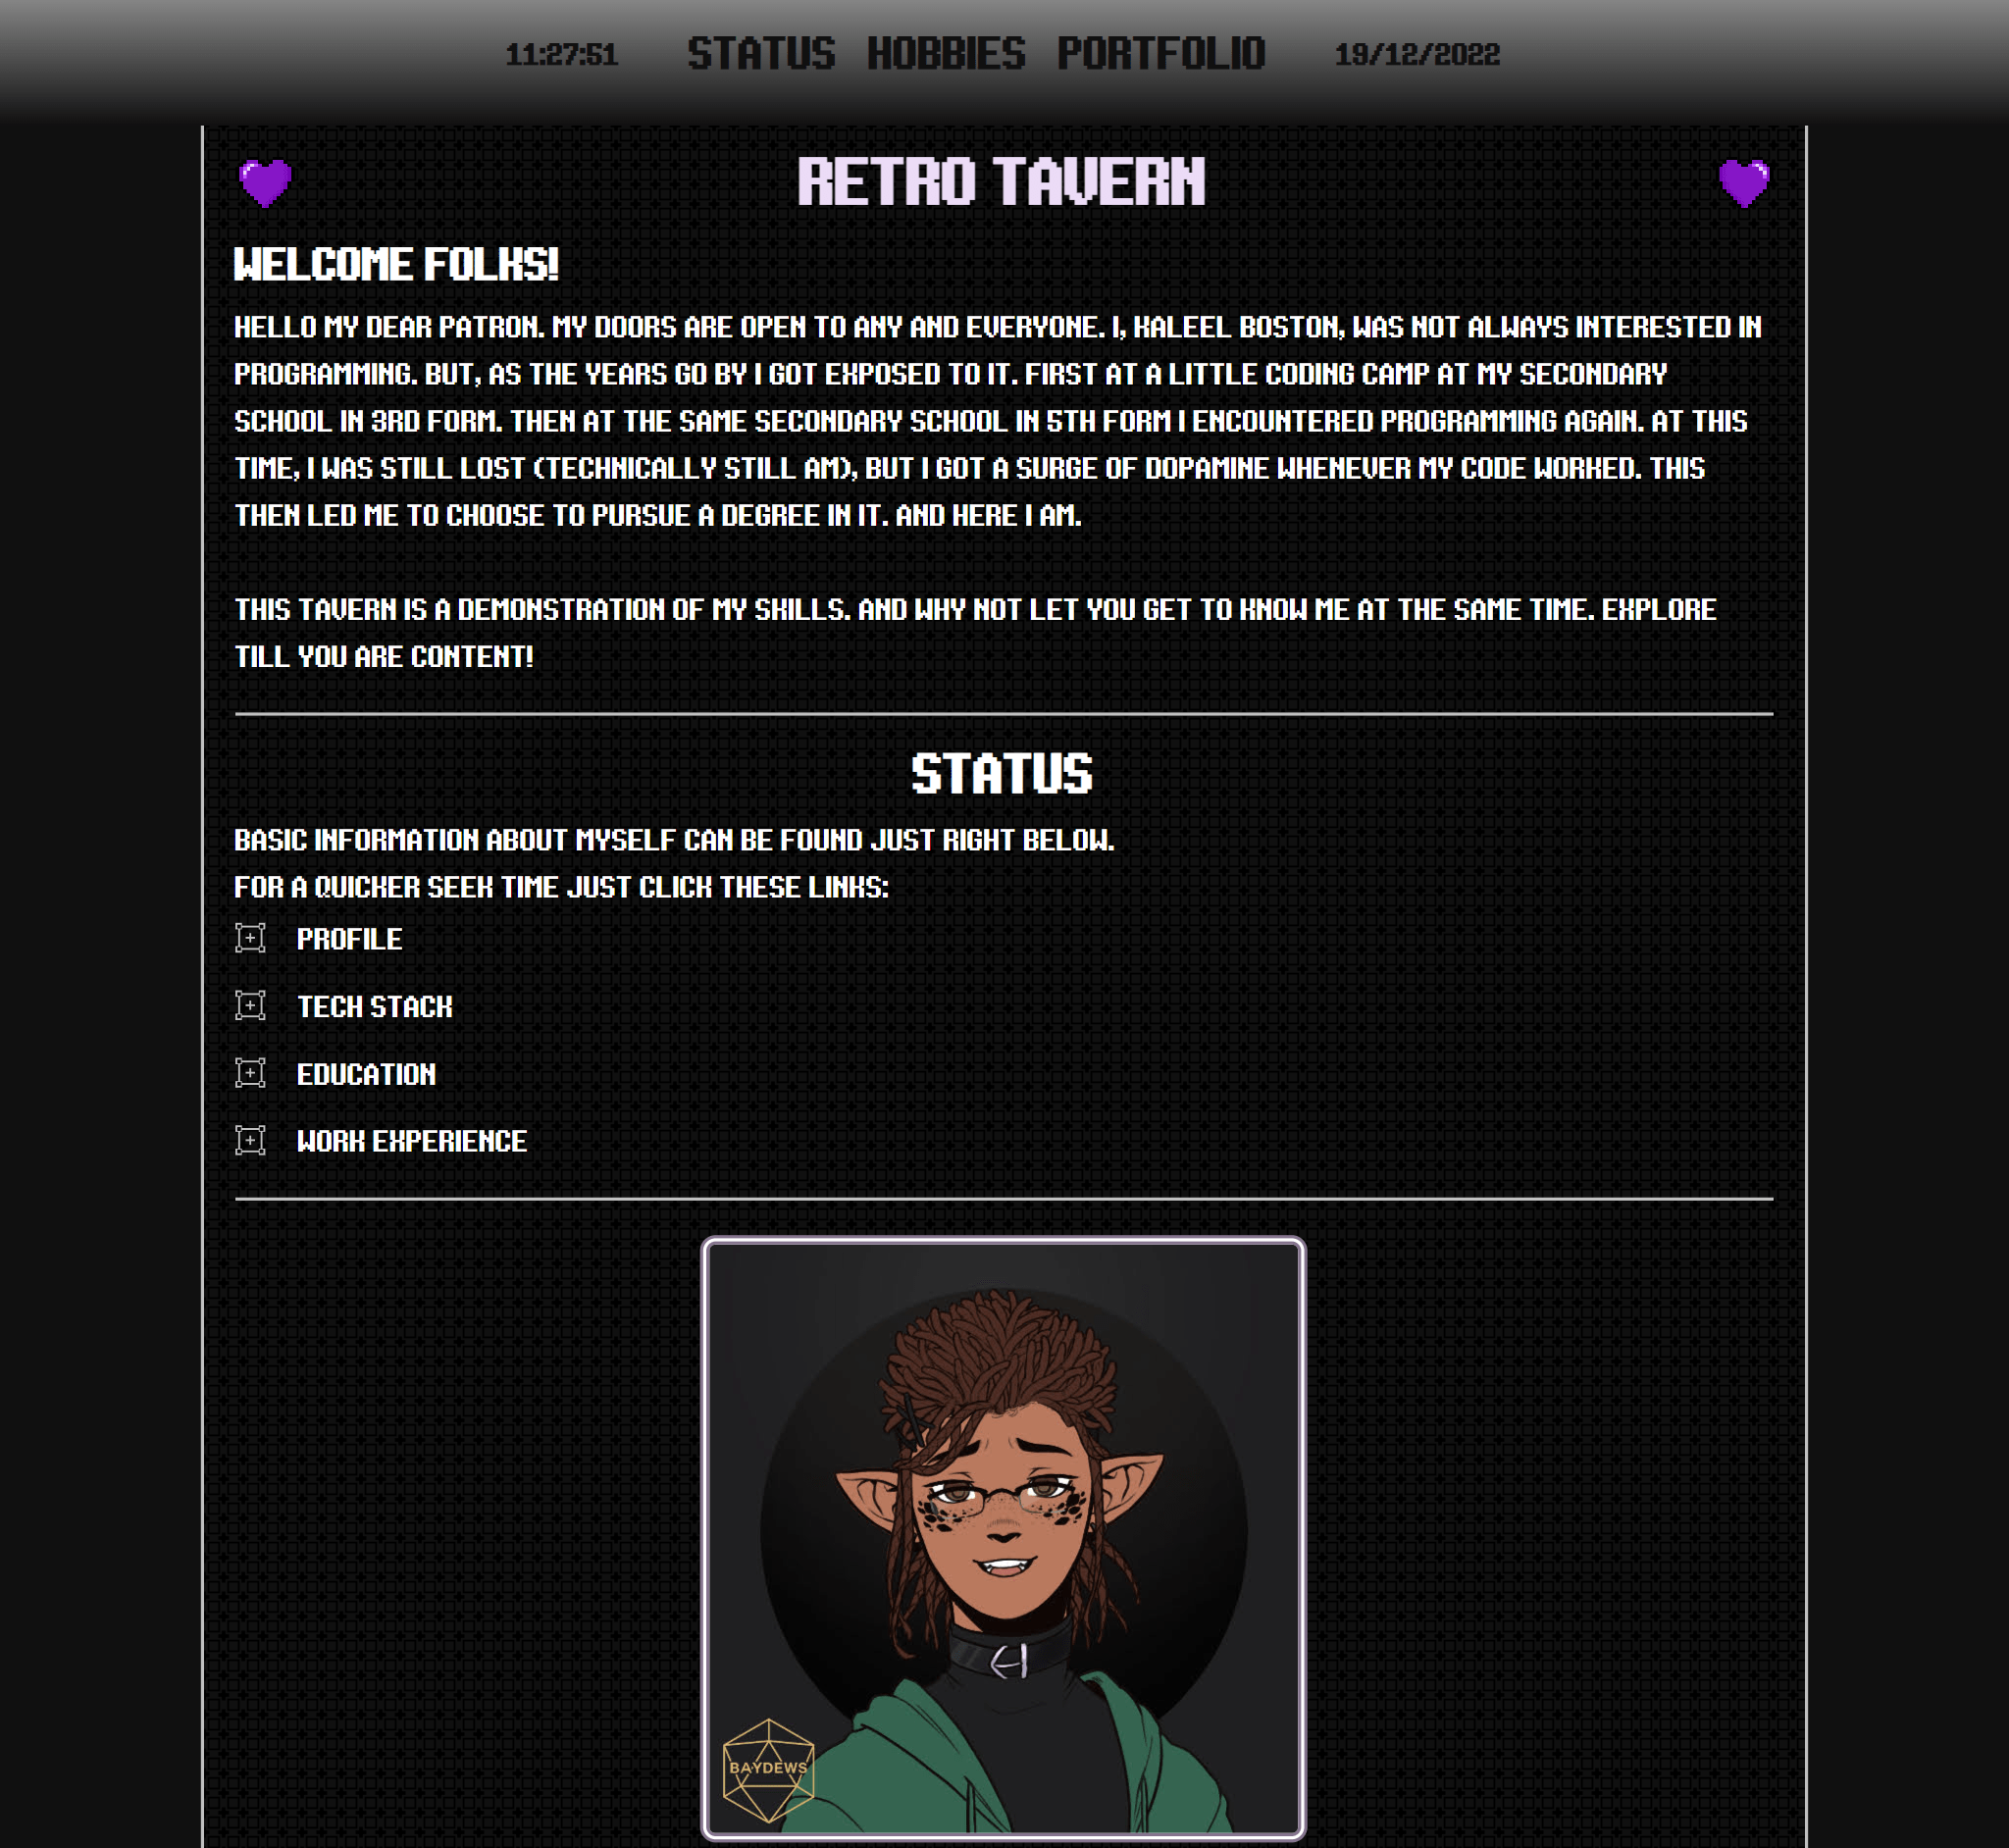 11:27:51 STATUS HOBBIES PORTFOLIO 19/12/2022
RETRO TAVERN
WELCOME FOLKS!
HELLO MY DEAR PATRON. MY DOORS ARE OPEN TO ANY AND EVERYONE. I, KALEEL BOSTON, WAS NOT ALWAYS INTERESTED IN
PROGRAMMING. BUT, AS THE YEARS GO BY I GOT EXPOSED TO IT. FIRST AT A LITTLE CODING CAMP AT MY SECONDARY
SCHOOL IN 3RD FORM. THEN AT THE SAME SECONDARY SCHOOL IN 5TH FORM I ENCOUNTERED PROGRAMMING AGAIN. AT THIS
TIME, I WAS STILL LOST (TECHNICALLY STILL AM), BUT I GOT A SURGE OF DOPAMINE WHENEVER MY CODE WORKED. THIS
THEN LED ME TO CHOOSE TO PURSUE A DEGREE IN IT. AND HERE I AM.
THIS TAVERN IS A DEMONSTRATION OF MY SKILLS. AND WHY NOT LET YOU GET TO KNOW ME AT THE SAME TIME. EXPLORE
TILL YOU ARE CONTENT!
STATUS
BASIC INFORMATION ABOUT MYSELF CAN BE FOUND JUST RIGHT BELOW.
FOR A QUICKER SEEK TIME JUST CLICK THESE LINKS:
PROFILE
TECH STACK
EDUCATION
WORK EXPERIENCE
BAYDEWS